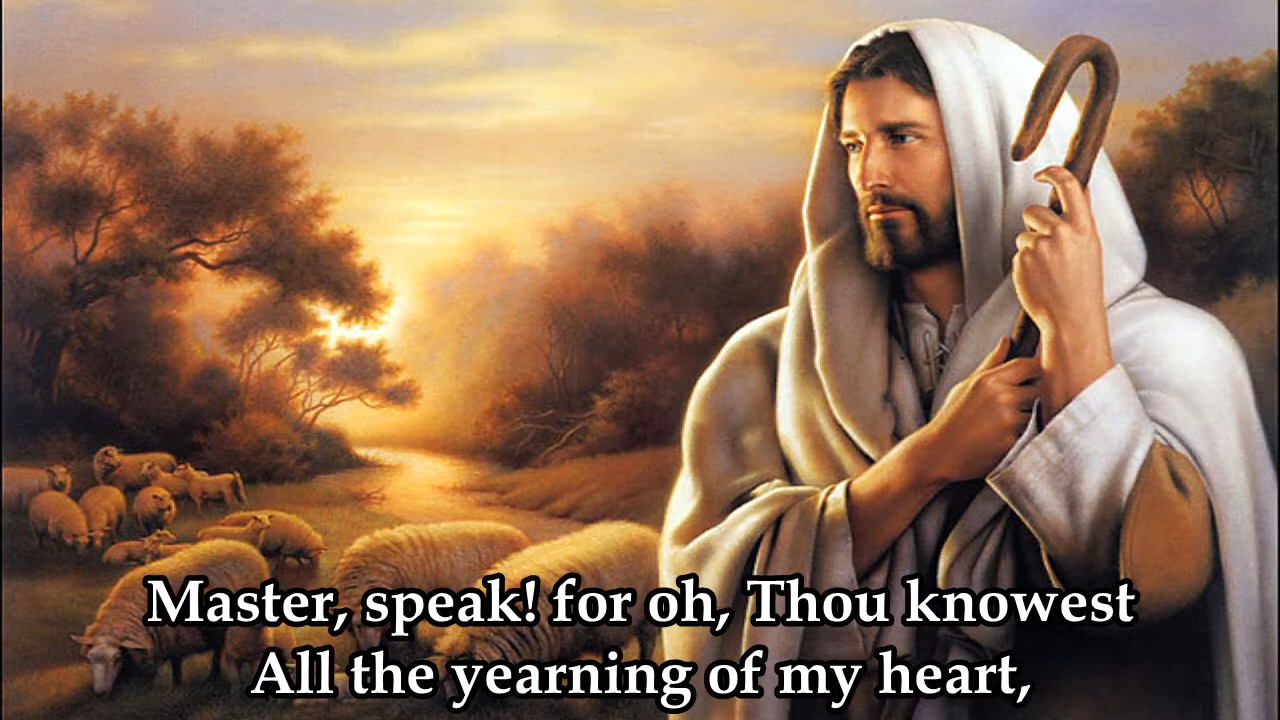 Master, speak! for oh, Thou knowest
All the yearning of my heart,